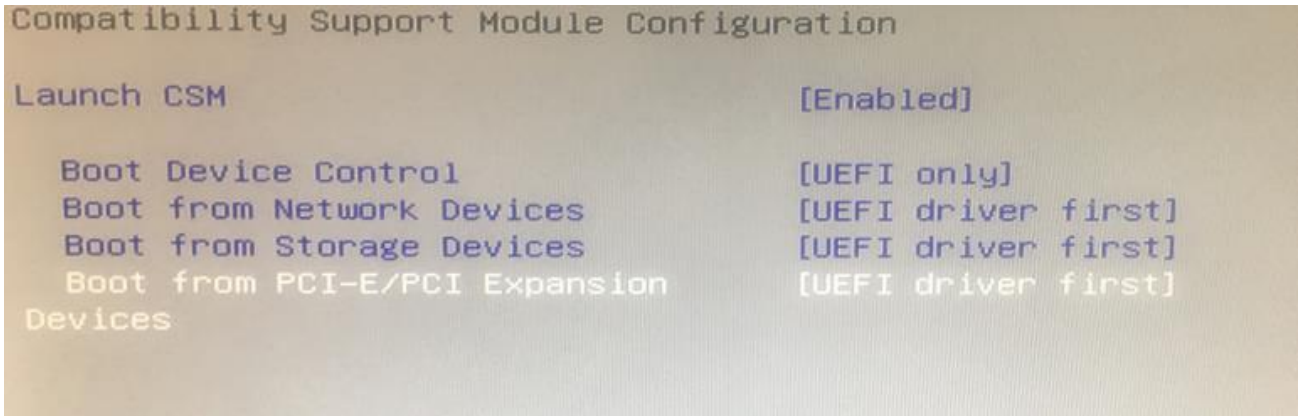 Compatibility Support Module Configuration
Launch CSM [Enabled]
Boot Device Control [UEFI only]
Boot from Network Devices [UEFI driver first]
Boot from Storage Devices [UEFI driver first]
Boot from PCI-E/PCI Expansion [UEFI driver first]
Devices